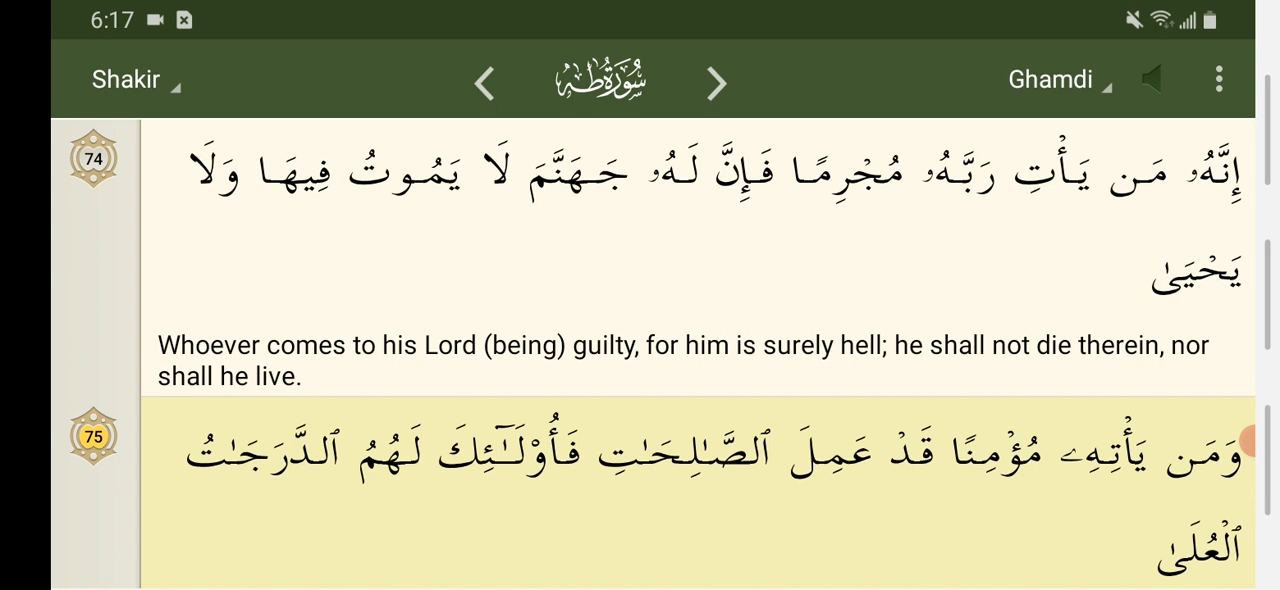 6:17
Shakir
سُورَةُ طه
Ghamdi
74
إِنَّهُۥ مَن يَأْتِ رَبَّهُۥ مُجْرِمًا فَإِنَّ لَهُۥ جَهَنَّمَ لَا يَمُوتُ فِيهَا وَلَا
يَحْيَىٰ
Whoever comes to his Lord (being) guilty, for him is surely hell; he shall not die therein, nor
shall he live.
75
وَمَن يَأْتِهِۦ مُؤْمِنًا قَدْ عَمِلَ ٱلصَّـٰلِحَـٰتِ فَأُو۟لَـٰٓئِكَ لَهُمُ ٱلدَّرَجَـٰتُ
ٱلْعُلَىٰ